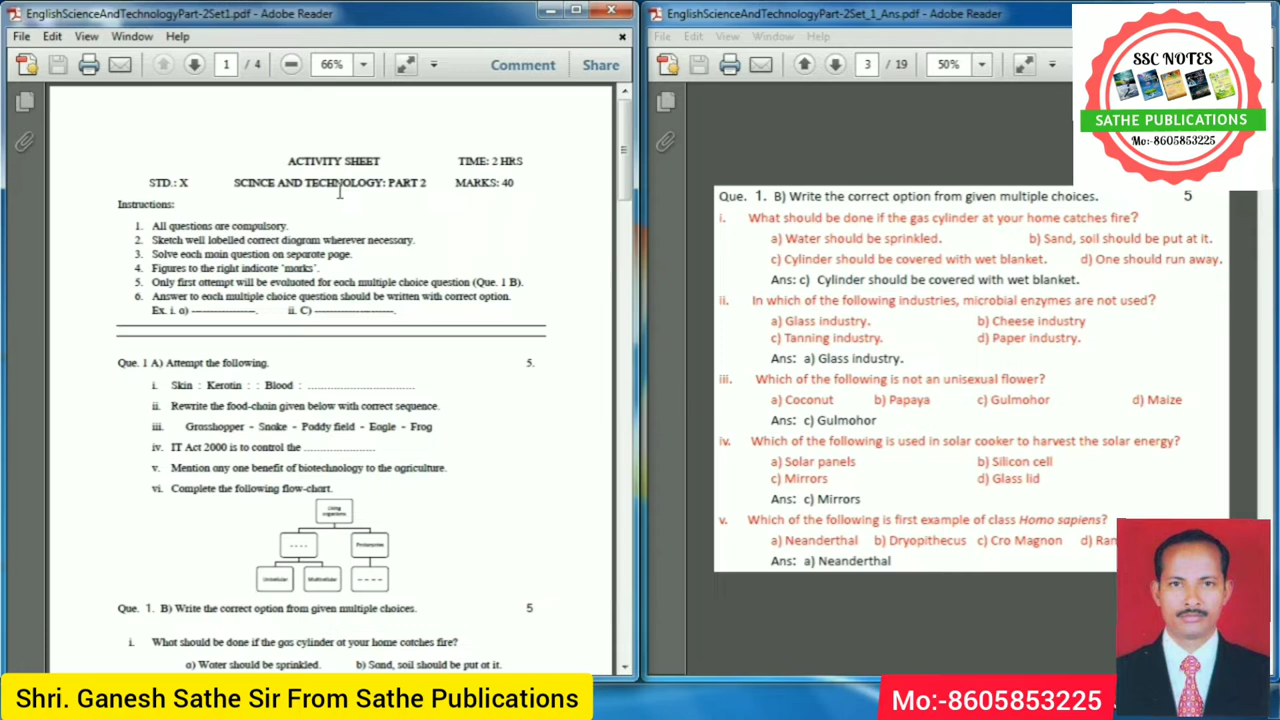 EnglishScienceAndTechnologyPart-2Set1.pdf - Adobe Reader
File Edit View Window Help
1 / 4 66% Comment Share
ACTIVITY SHEET TIME: 2 HRS
STD.: X SCINCE AND TECHNOLOGY: PART 2 MARKS: 40
Instructions:
1. All questions are compulsory.
2. Sketch well labelled correct diagram wherever necessary.
3. Solve each main question on separate page.
4. Figures to the right indicate 'marks'.
5. Only first attempt will be evaluated for each multiple choice question (Que. 1 B).
6. Answer to each multiple choice question should be written with correct option.
Ex. i. a) -----------------. ii. C) --------------------.
Que. 1 A) Attempt the following. 5.
i. Skin : Kerotin : : Blood : ..............................
ii. Rewrite the food-chain given below with correct sequence.
iii. Grasshopper - Snake - Paddy field - Eagle - Frog
iv. IT Act 2000 is to control the ....................
v. Mention any one benefit of biotechnology to the agriculture.
vi. Complete the following flow-chart.
Living organisms
- - - - Prokaryotes
Unicellular Multicellular - - - -
Que. 1. B) Write the correct option from given multiple choices. 5
i. What should be done if the gas cylinder at your home catches fire?
a) Water should be sprinkled. b) Sand, soil should be put at it.
EnglishScienceAndTechnologyPart-2Set_1_Ans.pdf - Adobe Reader
File Edit View Window Help
3 / 19 50%
Que. 1. B) Write the correct option from given multiple choices. 5
i. What should be done if the gas cylinder at your home catches fire?
a) Water should be sprinkled. b) Sand, soil should be put at it.
c) Cylinder should be covered with wet blanket. d) One should run away.
Ans: c) Cylinder should be covered with wet blanket.
ii. In which of the following industries, microbial enzymes are not used?
a) Glass industry. b) Cheese industry
c) Tanning industry. d) Paper industry.
Ans: a) Glass industry.
iii. Which of the following is not an unisexual flower?
a) Coconut b) Papaya c) Gulmohor d) Maize
Ans: c) Gulmohor
iv. Which of the following is used in solar cooker to harvest the solar energy?
a) Solar panels b) Silicon cell
c) Mirrors d) Glass lid
Ans: c) Mirrors
v. Which of the following is first example of class Homo sapiens?
a) Neanderthal b) Dryopithecus c) Cro Magnon d)
Ans: a) Neanderthal
SSC NOTES
SATHE PUBLICATIONS
Mo:-8605853225
Shri. Ganesh Sathe Sir From Sathe Publications
Mo:-8605853225